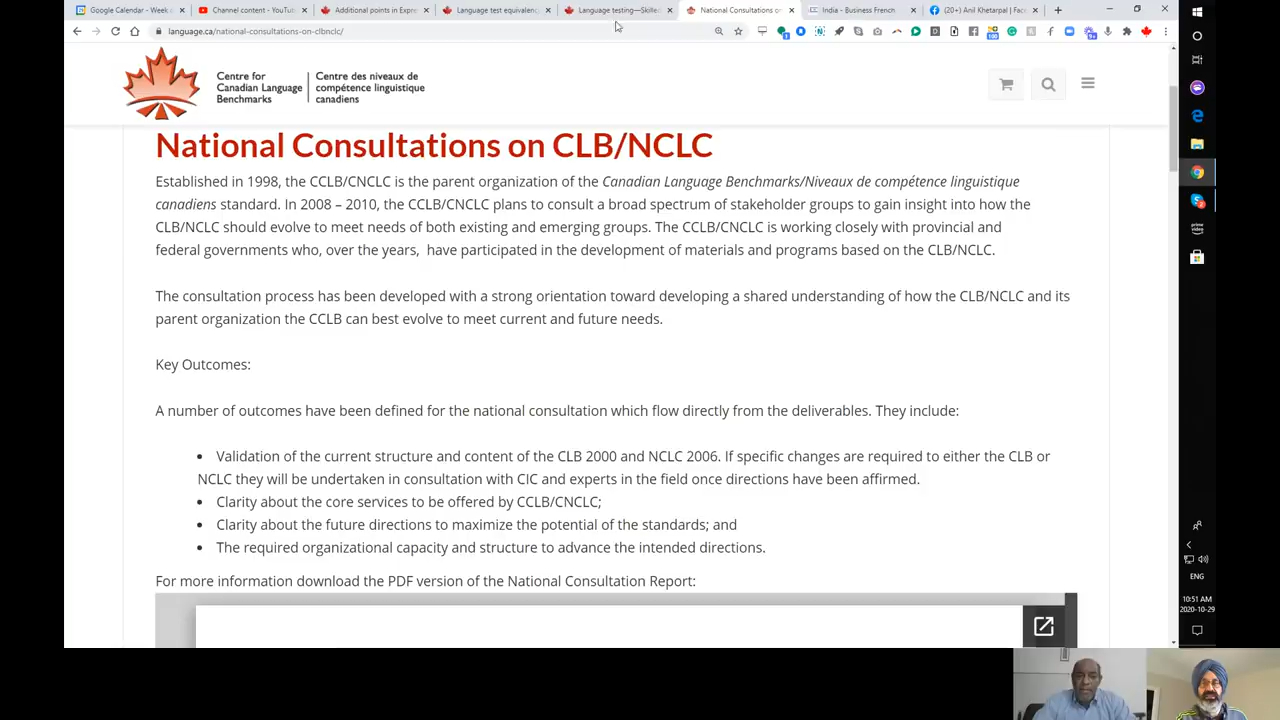 Google Calendar - Week
Channel content - YouTu
Additional points in Expre
Language test equivalenc
Language testing—Skilled
National Consultations on
India - Business French
(20+) Anil Khetarpal | Fac
language.ca/national-consultations-on-clbnclc/
Centre for
Canadian Language
Benchmarks
Centre des niveaux de
compétence linguistique
canadiens
National Consultations on CLB/NCLC
Established in 1998, the CCLB/CNCLC is the parent organization of the Canadian Language Benchmarks/Niveaux de compétence linguistique
canadiens standard. In 2008 – 2010, the CCLB/CNCLC plans to consult a broad spectrum of stakeholder groups to gain insight into how the
CLB/NCLC should evolve to meet needs of both existing and emerging groups. The CCLB/CNCLC is working closely with provincial and
federal governments who, over the years, have participated in the development of materials and programs based on the CLB/NCLC.
The consultation process has been developed with a strong orientation toward developing a shared understanding of how the CLB/NCLC and its
parent organization the CCLB can best evolve to meet current and future needs.
Key Outcomes:
A number of outcomes have been defined for the national consultation which flow directly from the deliverables. They include:
• Validation of the current structure and content of the CLB 2000 and NCLC 2006. If specific changes are required to either the CLB or
NCLC they will be undertaken in consultation with CIC and experts in the field once directions have been affirmed.
• Clarity about the core services to be offered by CCLB/CNCLC;
• Clarity about the future directions to maximize the potential of the standards; and
• The required organizational capacity and structure to advance the intended directions.
For more information download the PDF version of the National Consultation Report:
prime video
ENG
10:51 AM
2020-10-29